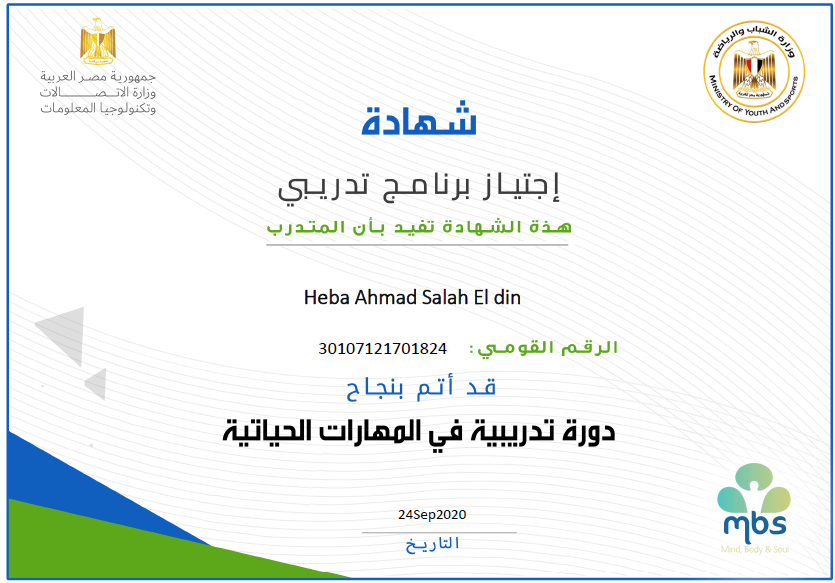 جمهورية مصر العربية
وزارة الاتصالات
وتكنولوجيا المعلومات
وزارة الشباب والرياضة
MINISTRY OF YOUTH AND SPORTS
شهادة
إجتياز برنامج تدريبي
هذة الشهادة تفيد بأن المتدرب
Heba Ahmad Salah El din
الرقم القومي: 30107121701824
قد أتم بنجاح
دورة تدريبية في المهارات الحياتية
24Sep2020
التاريخ
mbs
Mind, Body & Soul